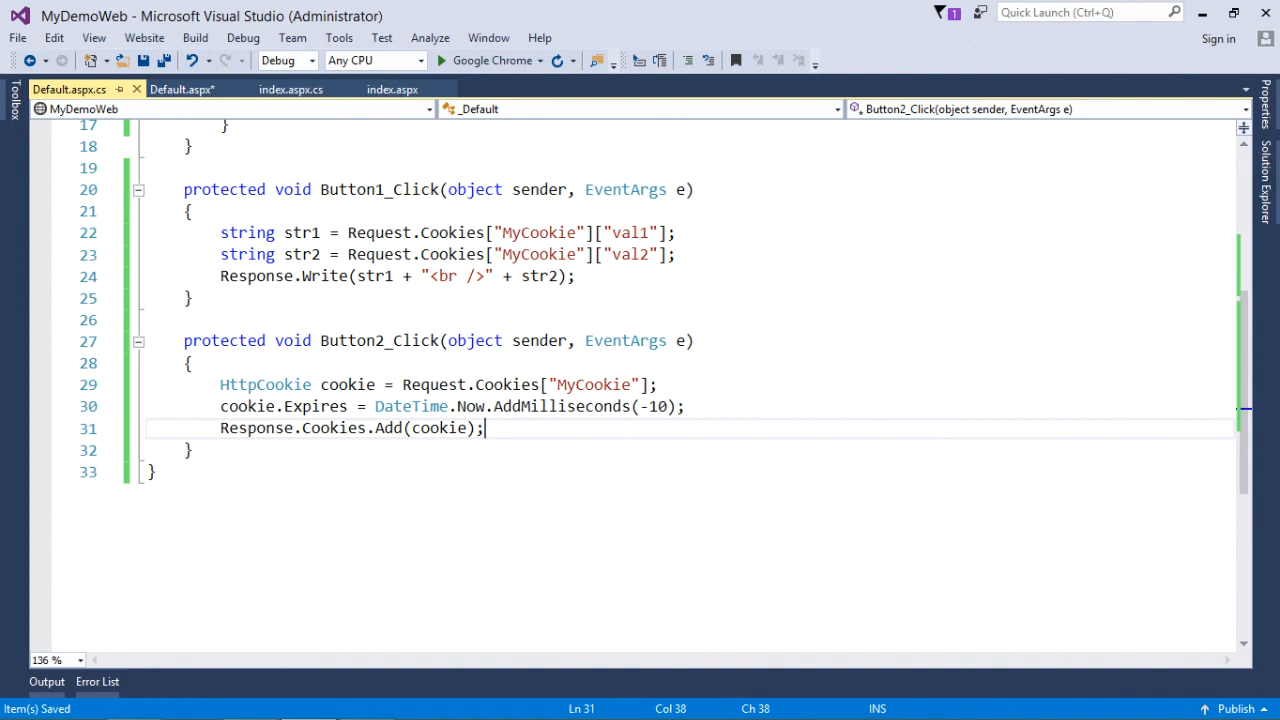 MyDemoWeb - Microsoft Visual Studio (Administrator)
1
Quick Launch (Ctrl+Q)
File Edit View Website Build Debug Team Tools Test Analyze Window Help
Sign in
Debug Any CPU Google Chrome
Toolbox
Default.aspx.cs Default.aspx* index.aspx.cs index.aspx
MyDemoWeb _Default Button2_Click(object sender, EventArgs e)
Properties
Solution Explorer
17 }
18 }
19
20 protected void Button1_Click(object sender, EventArgs e)
21 {
22 string str1 = Request.Cookies["MyCookie"]["val1"];
23 string str2 = Request.Cookies["MyCookie"]["val2"];
24 Response.Write(str1 + "<br />" + str2);
25 }
26
27 protected void Button2_Click(object sender, EventArgs e)
28 {
29 HttpCookie cookie = Request.Cookies["MyCookie"];
30 cookie.Expires = DateTime.Now.AddMilliseconds(-10);
31 Response.Cookies.Add(cookie);
32 }
33 }
136 %
Output Error List
Item(s) Saved Ln 31 Col 38 Ch 38 INS Publish